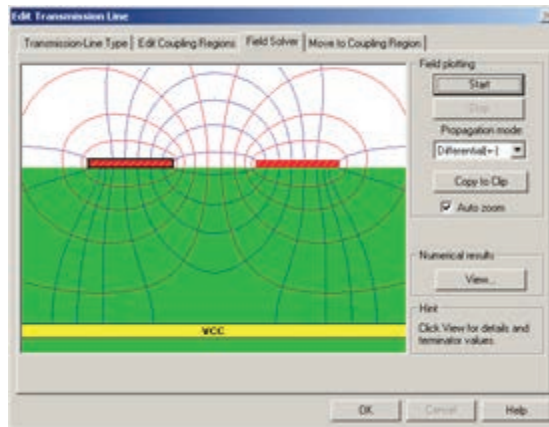 Edit Transmission Line
Transmission-Line Type
Edit Coupling Regions
Field Solver
Move to Coupling Region
Field plotting
Start
Stop
Propagation mode:
Differential(+-)
Copy to Clip
Auto zoom
Numerical results
View...
Hint
Click View for details and
terminator values.
VCC
OK
Cancel
Help